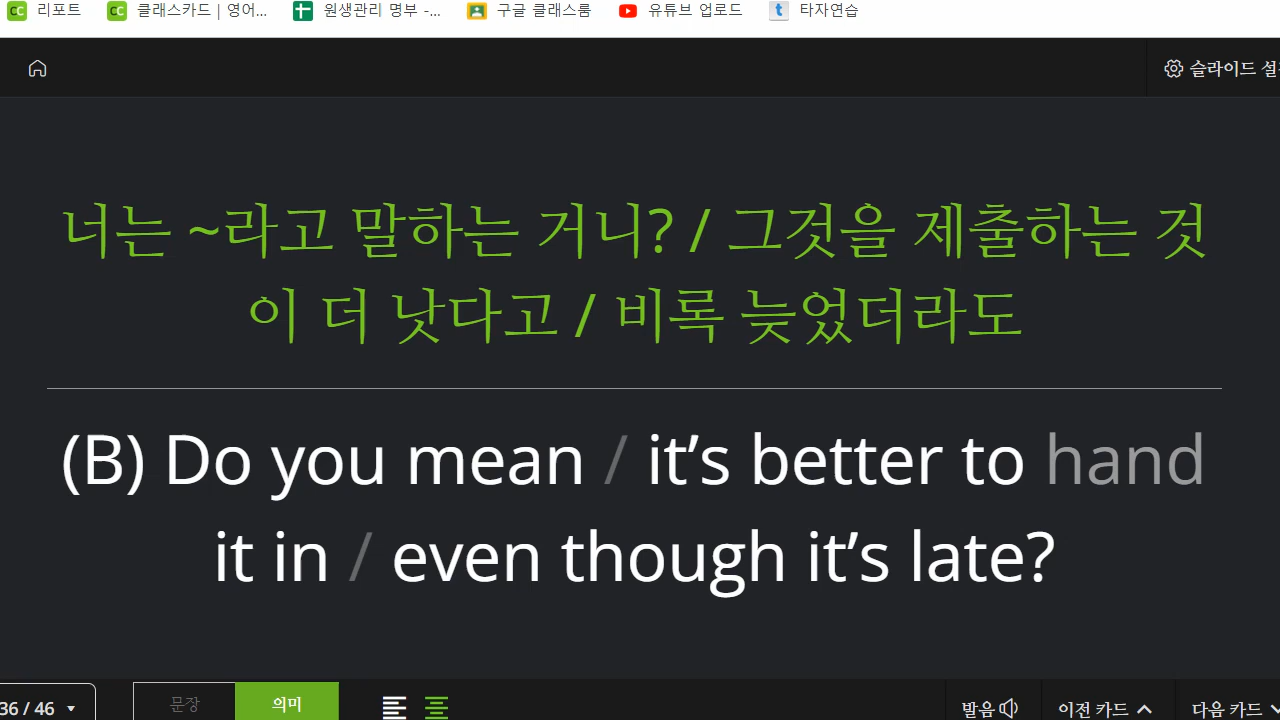 리포트 클래스카드 | 영어... 원생관리 명부 -... 구글 클래스룸 유튜브 업로드 타자연습
슬라이드
너는 ~라고 말하는 거니? / 그것을 제출하는 것
이 더 낫다고 / 비록 늦었더라도
(B) Do you mean / it’s better to hand
it in / even though it’s late?
36 / 46 문장 의미 발음 이전 카드 다음 카드